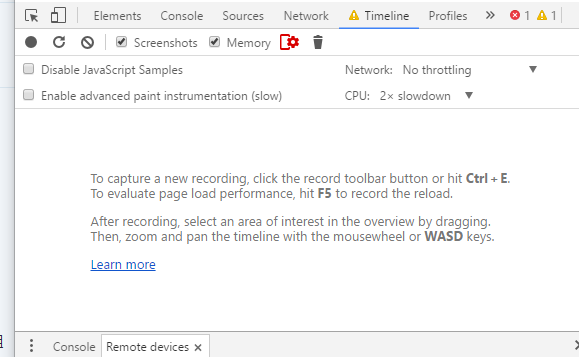 Elements Console Sources Network Timeline Profiles » 1 1
Screenshots Memory
Disable JavaScript Samples Network: No throttling
Enable advanced paint instrumentation (slow) CPU: 2× slowdown
To capture a new recording, click the record toolbar button or hit Ctrl + E.
To evaluate page load performance, hit F5 to record the reload.
After recording, select an area of interest in the overview by dragging.
Then, zoom and pan the timeline with the mousewheel or WASD keys.
Learn more
Console Remote devices ×